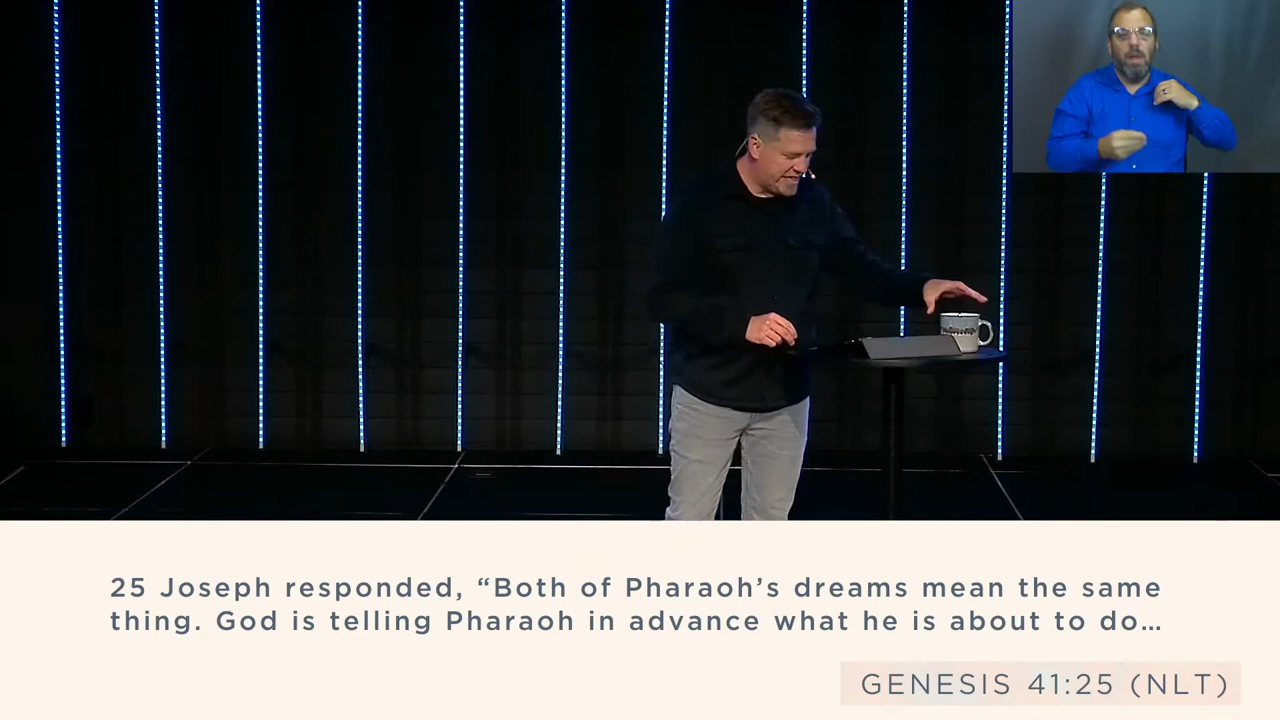 25 Joseph responded, “Both of Pharaoh’s dreams mean the same
thing. God is telling Pharaoh in advance what he is about to do…
GENESIS 41:25 (NLT)